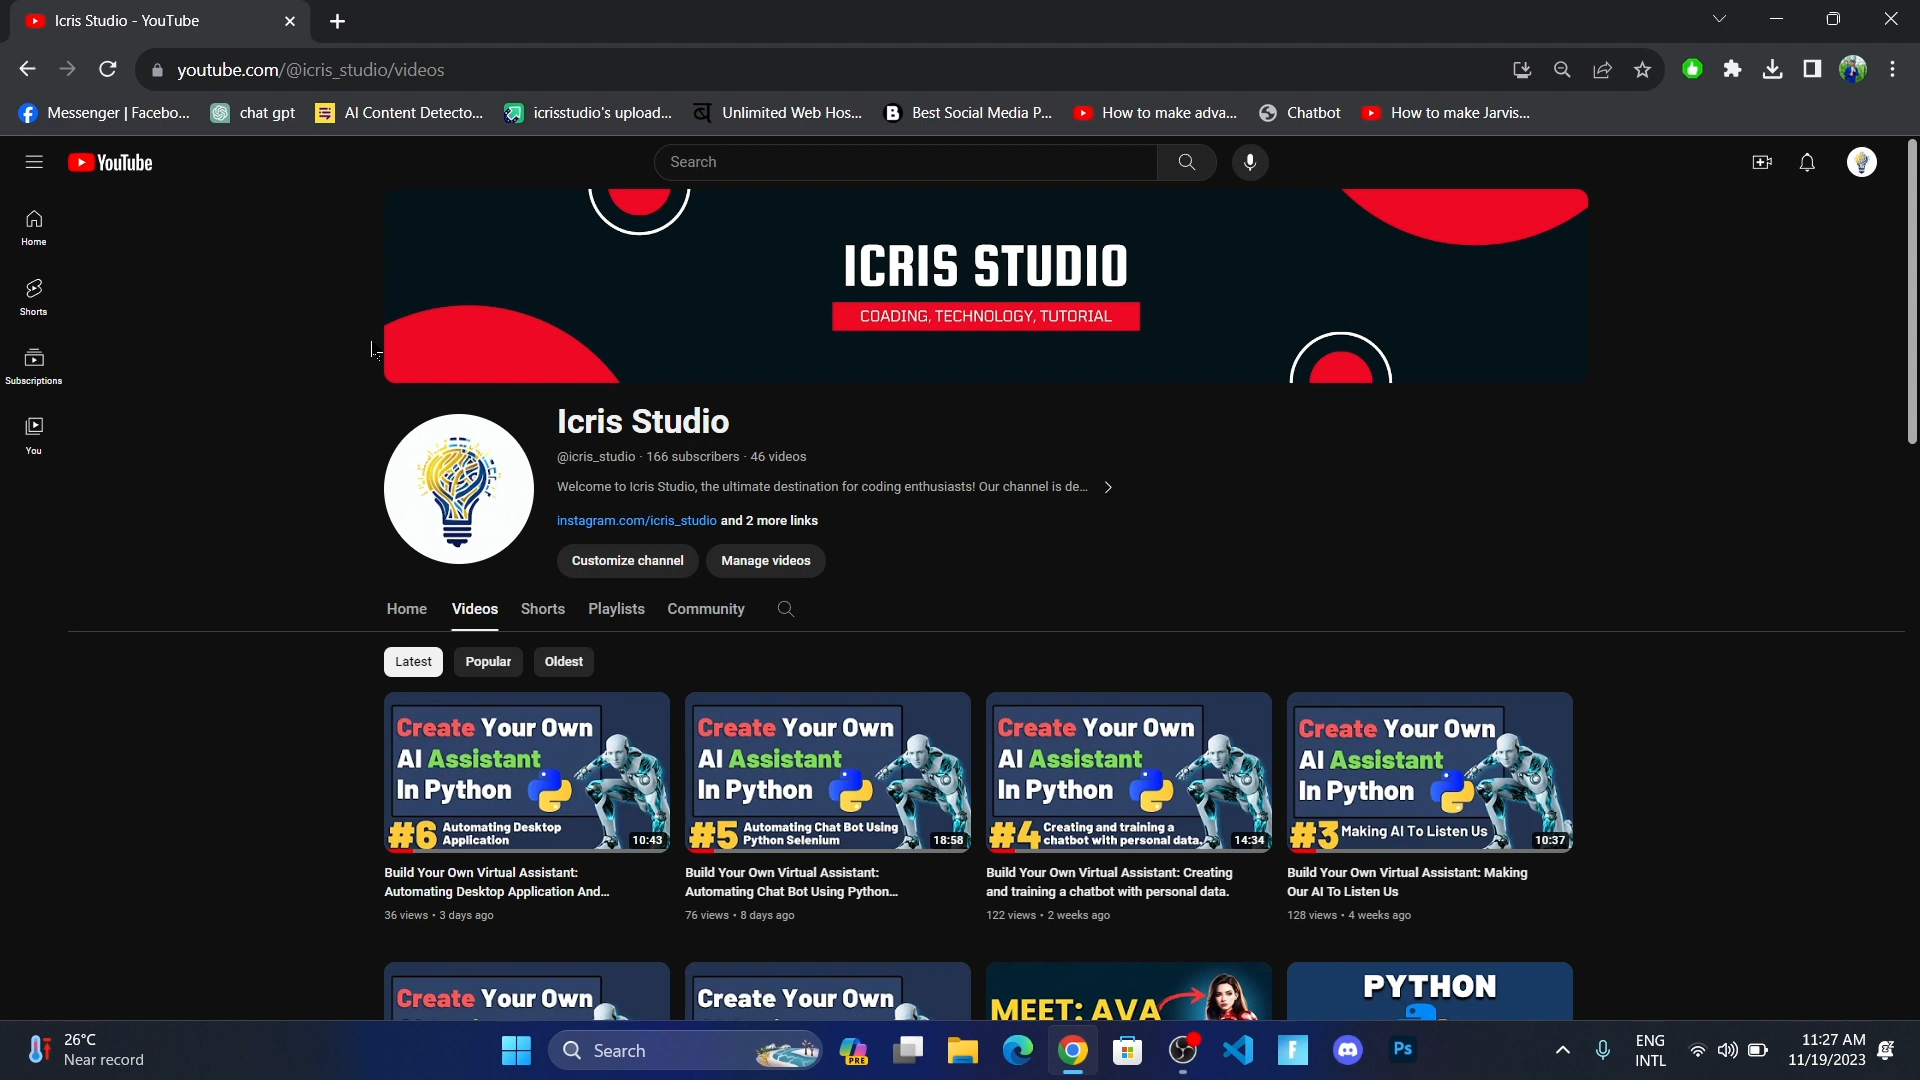 Icris Studio - YouTube
youtube.com/@icris_studio/videos
Messenger | Facebo...
chat gpt
AI Content Detecto...
icrisstudio's upload...
Unlimited Web Hos...
Best Social Media P...
How to make adva...
Chatbot
How to make Jarvis...
YouTube
Search
Home
Shorts
Subscriptions
You
ICRIS STUDIO
COADING, TECHNOLOGY, TUTORIAL
Icris Studio
@icris_studio · 166 subscribers · 46 videos
Welcome to Icris Studio, the ultimate destination for coding enthusiasts! Our channel is de...
instagram.com/icris_studio and 2 more links
Customize channel
Manage videos
Home Videos Shorts Playlists Community
Latest Popular Oldest
Create Your Own
AI Assistant
In Python
#6 Automating Desktop
Application
10:43
Build Your Own Virtual Assistant:
Automating Desktop Application And...
36 views • 3 days ago
Create Your Own
AI Assistant
In Python
#5 Automating Chat Bot Using
Python Selenium
18:58
Build Your Own Virtual Assistant:
Automating Chat Bot Using Python...
76 views • 8 days ago
Create Your Own
AI Assistant
In Python
#4 Creating and training a
chatbot with personal data.
14:34
Build Your Own Virtual Assistant: Creating
and training a chatbot with personal data.
122 views • 2 weeks ago
Create Your Own
AI Assistant
In Python
#3 Making AI To Listen Us
10:37
Build Your Own Virtual Assistant: Making
Our AI To Listen Us
128 views • 4 weeks ago
Create Your Own
Create Your Own
MEET: AVA
PYTHON
26°C
Near record
Search
PRE
F
Ps
ENG
INTL
11:27 AM
11/19/2023